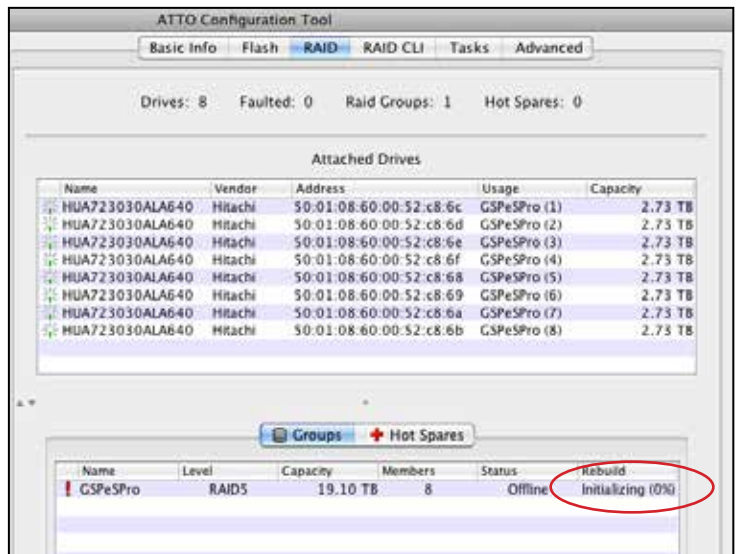 ATTO Configuration Tool
Basic Info Flash RAID RAID CLI Tasks Advanced
Drives: 8 Faulted: 0 Raid Groups: 1 Hot Spares: 0
Attached Drives
Name Vendor Address Usage Capacity
HUA723030ALA640 Hitachi 50:01:08:60:00:52:c8:6c GSPeSPro (1) 2.73 TB
HUA723030ALA640 Hitachi 50:01:08:60:00:52:c8:6d GSPeSPro (2) 2.73 TB
HUA723030ALA640 Hitachi 50:01:08:60:00:52:c8:6e GSPeSPro (3) 2.73 TB
HUA723030ALA640 Hitachi 50:01:08:60:00:52:c8:6f GSPeSPro (4) 2.73 TB
HUA723030ALA640 Hitachi 50:01:08:60:00:52:c8:68 GSPeSPro (5) 2.73 TB
HUA723030ALA640 Hitachi 50:01:08:60:00:52:c8:69 GSPeSPro (6) 2.73 TB
HUA723030ALA640 Hitachi 50:01:08:60:00:52:c8:6a GSPeSPro (7) 2.73 TB
HUA723030ALA640 Hitachi 50:01:08:60:00:52:c8:6b GSPeSPro (8) 2.73 TB
Groups Hot Spares
Name Level Capacity Members Status Rebuild
GSPeSPro RAID5 19.10 TB 8 Offline Initializing (0%)